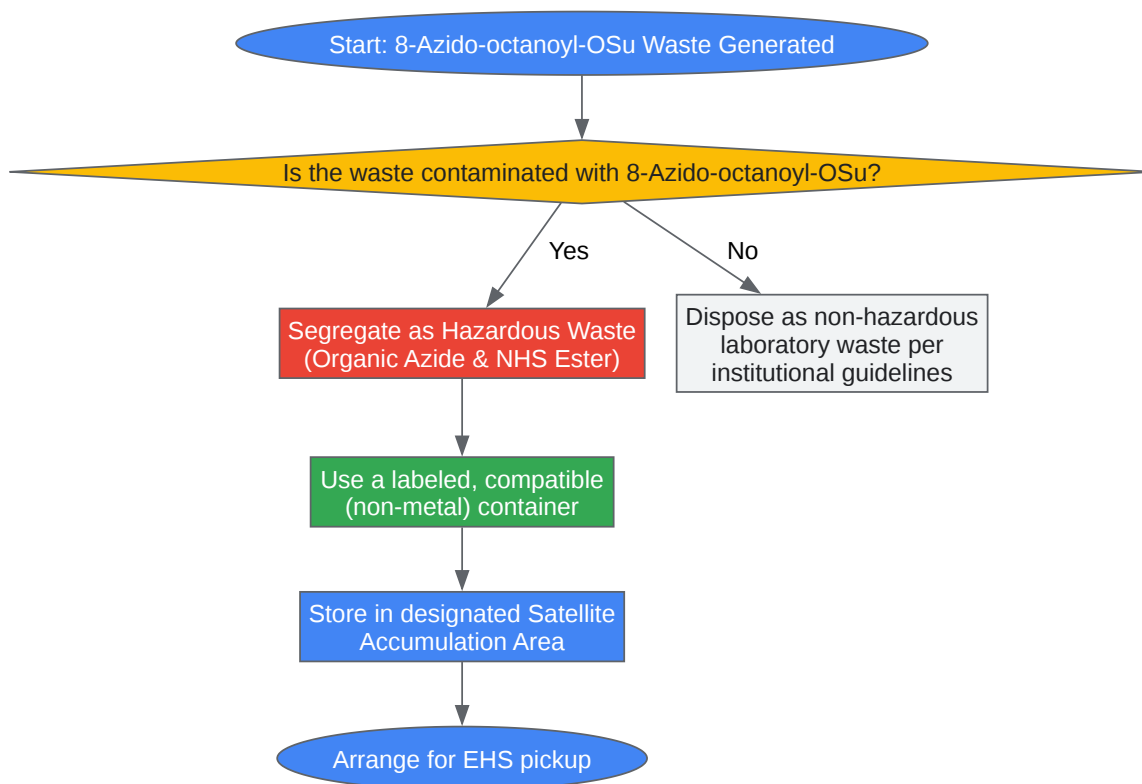 Start: 8-Azido-octanoyl-OSu Waste Generated
Is the waste contaminated with 8-Azido-octanoyl-OSu?
Yes
No
Segregate as Hazardous Waste
(Organic Azide & NHS Ester)
Dispose as non-hazardous
laboratory waste per
institutional guidelines
Use a labeled, compatible
(non-metal) container
Store in designated Satellite
Accumulation Area
Arrange for EHS pickup